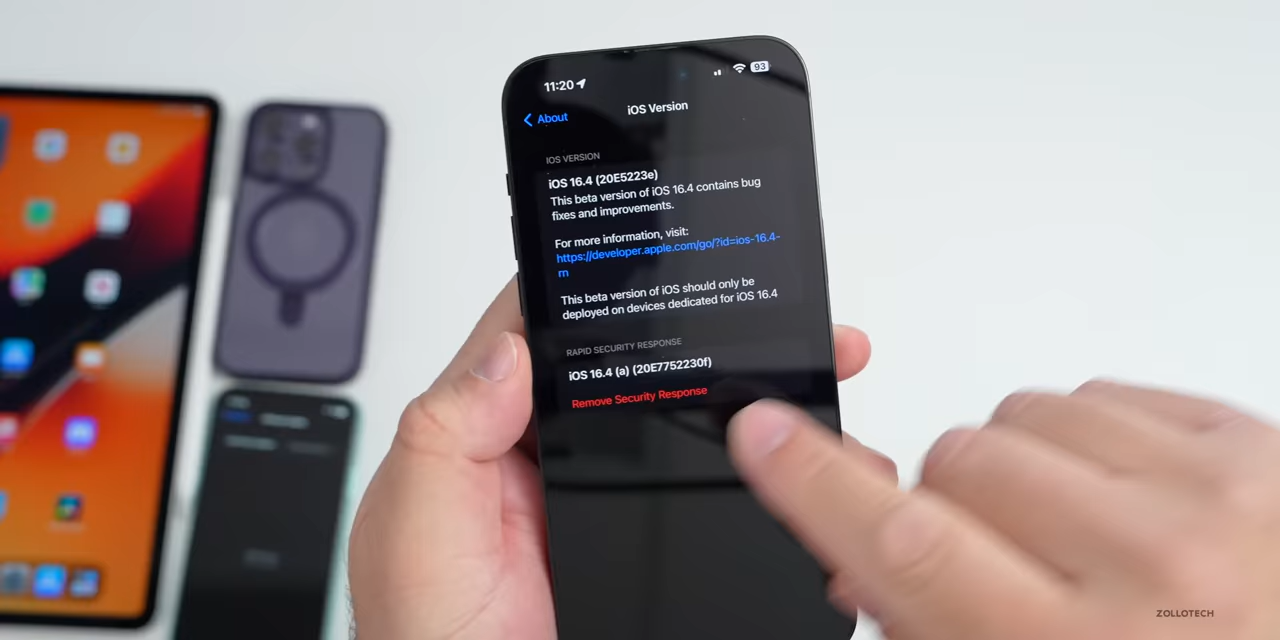 11:20
93
About
iOS Version
IOS VERSION
iOS 16.4 (20E5223e)
This beta version of iOS 16.4 contains bug
fixes and improvements.
For more information, visit:
https://developer.apple.com/go/?id=ios-16.4-
rn
This beta version of iOS should only be
deployed on devices dedicated for iOS 16.4
RAPID SECURITY RESPONSE
iOS 16.4 (a) (20E7752230f)
Remove Security Response
ZOLLOTECH